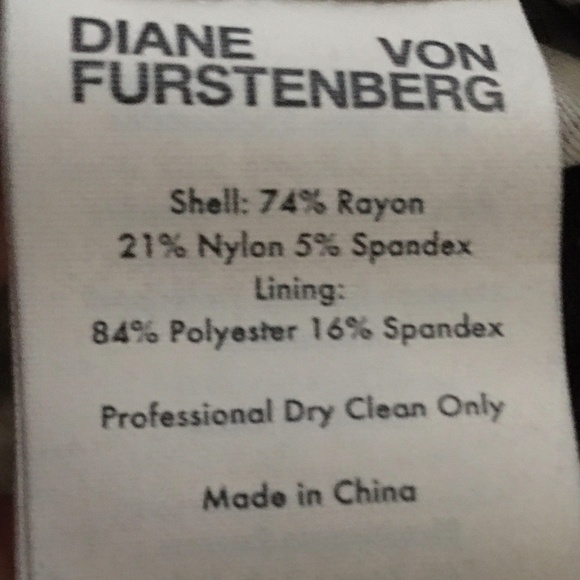 DIANE VON
FURSTENBERG
Shell: 74% Rayon
21% Nylon 5% Spandex
Lining:
84% Polyester 16% Spandex
Professional Dry Clean Only
Made in China